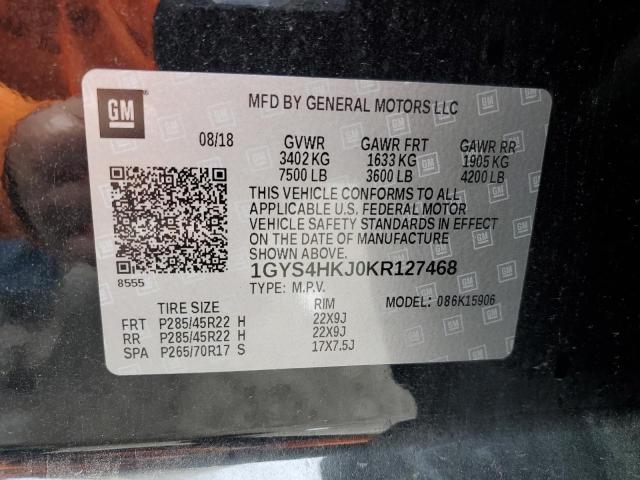 GM
MFD BY GENERAL MOTORS LLC
08/18 GVWR GAWR FRT GAWR RR
3402 KG 1633 KG 1905 KG
7500 LB 3600 LB 4200 LB
THIS VEHICLE CONFORMS TO ALL
APPLICABLE U.S. FEDERAL MOTOR
VEHICLE SAFETY STANDARDS IN EFFECT
ON THE DATE OF MANUFACTURE
SHOWN ABOVE.
8555 1GYS4HKJ0KR127468
TYPE: M.P.V. MODEL: 086K15906
TIRE SIZE RIM
FRT P285/45R22 H 22X9J
RR P285/45R22 H 22X9J
SPA P265/70R17 S 17X7.5J